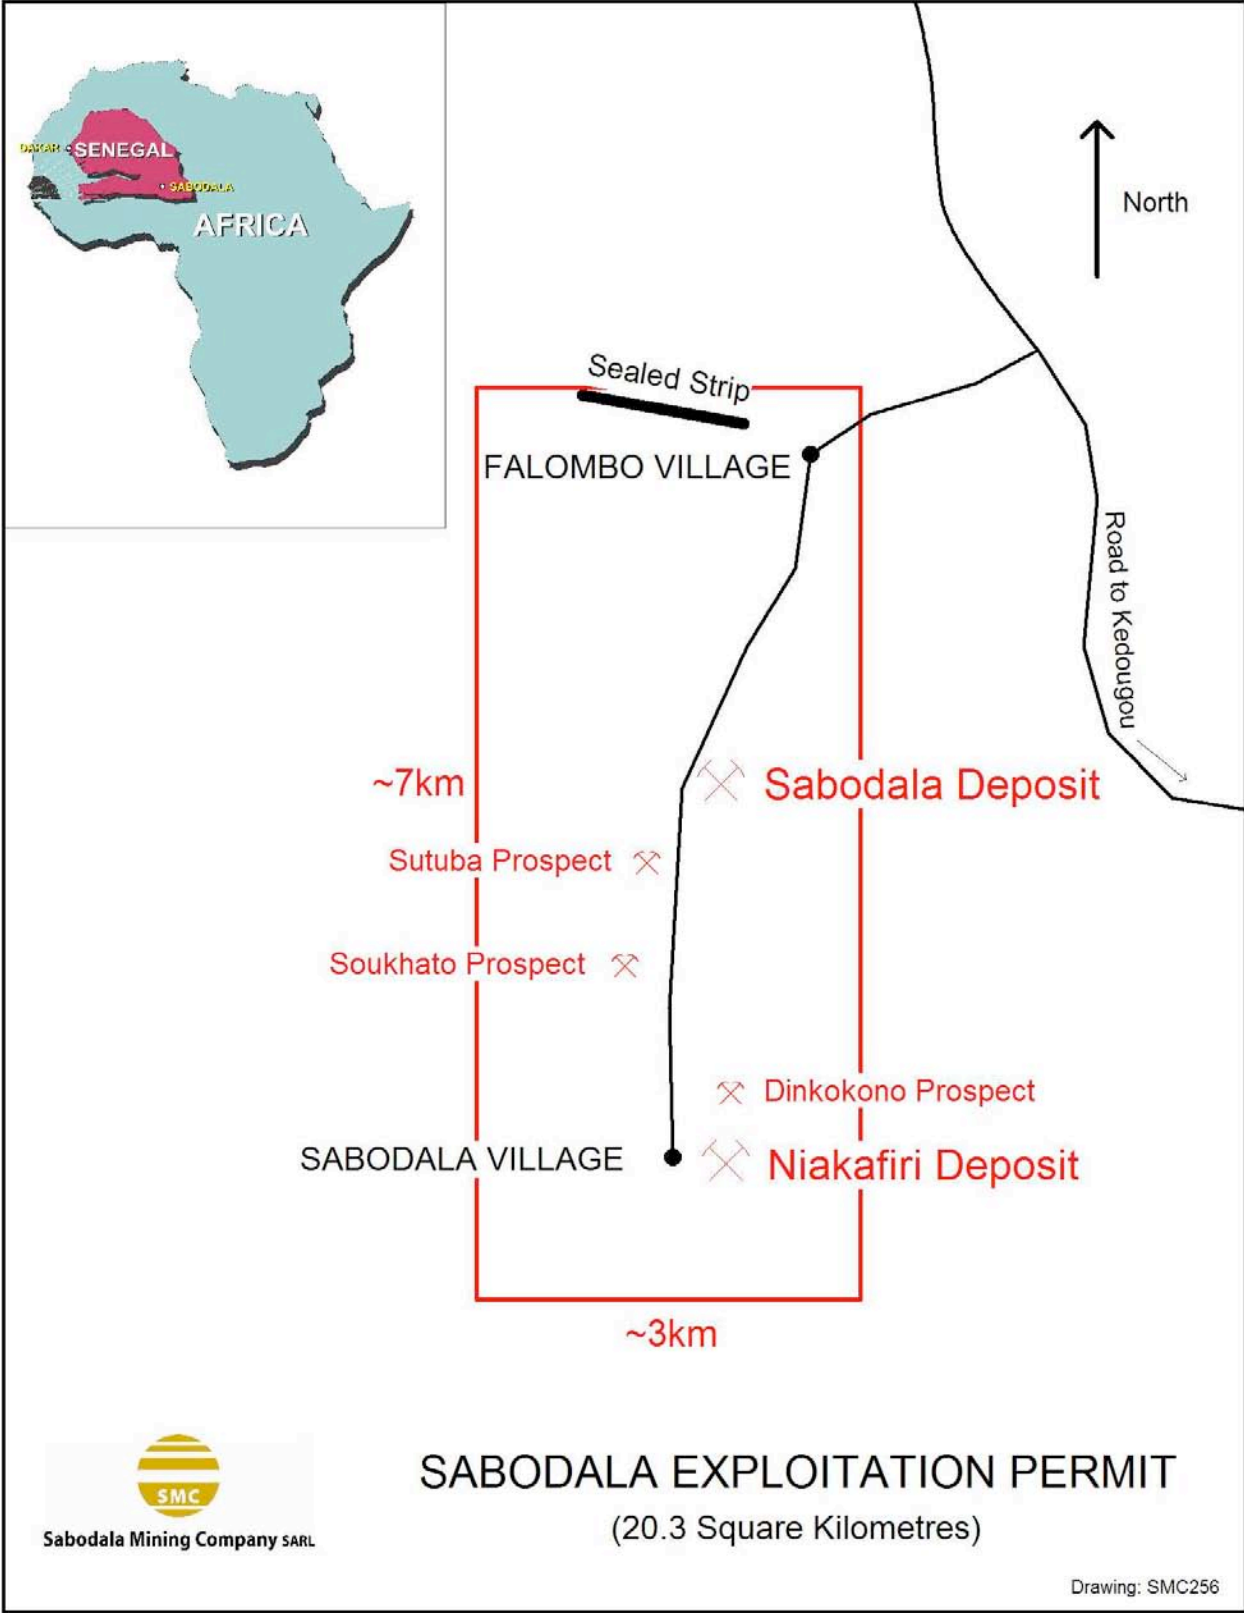 DAKAR
SENEGAL
SABODALA
AFRICA
North
Sealed Strip
FALOMBO VILLAGE
Road to Kedougou
~7km
Sabodala Deposit
Sutuba Prospect
Soukhato Prospect
Dinkokono Prospect
SABODALA VILLAGE
Niakafiri Deposit
~3km
SMC
Sabodala Mining Company SARL
SABODALA EXPLOITATION PERMIT
(20.3 Square Kilometres)
Drawing: SMC256